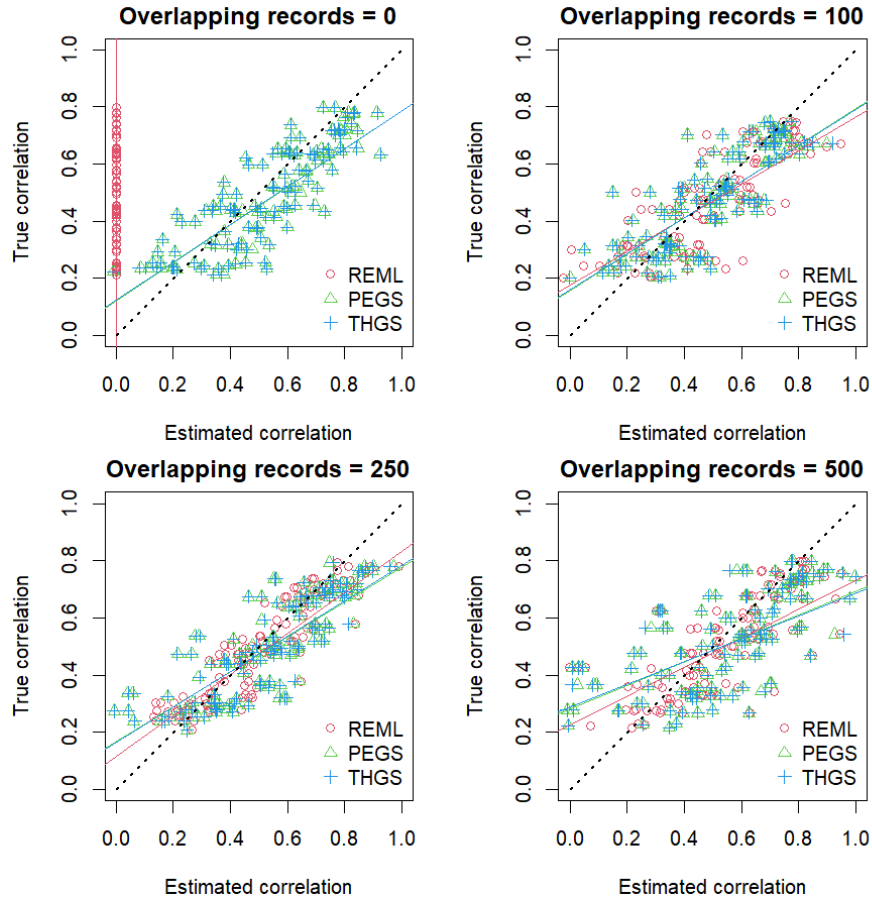 Overlapping records = 0
True correlation
0.0 0.2 0.4 0.6 0.8 1.0
REML
PEGS
THGS
0.0 0.2 0.4 0.6 0.8 1.0
Estimated correlation
Overlapping records = 100
True correlation
0.0 0.2 0.4 0.6 0.8 1.0
REML
PEGS
THGS
0.0 0.2 0.4 0.6 0.8 1.0
Estimated correlation
Overlapping records = 250
True correlation
0.0 0.2 0.4 0.6 0.8 1.0
REML
PEGS
THGS
0.0 0.2 0.4 0.6 0.8 1.0
Estimated correlation
Overlapping records = 500
True correlation
0.0 0.2 0.4 0.6 0.8 1.0
REML
PEGS
THGS
0.0 0.2 0.4 0.6 0.8 1.0
Estimated correlation